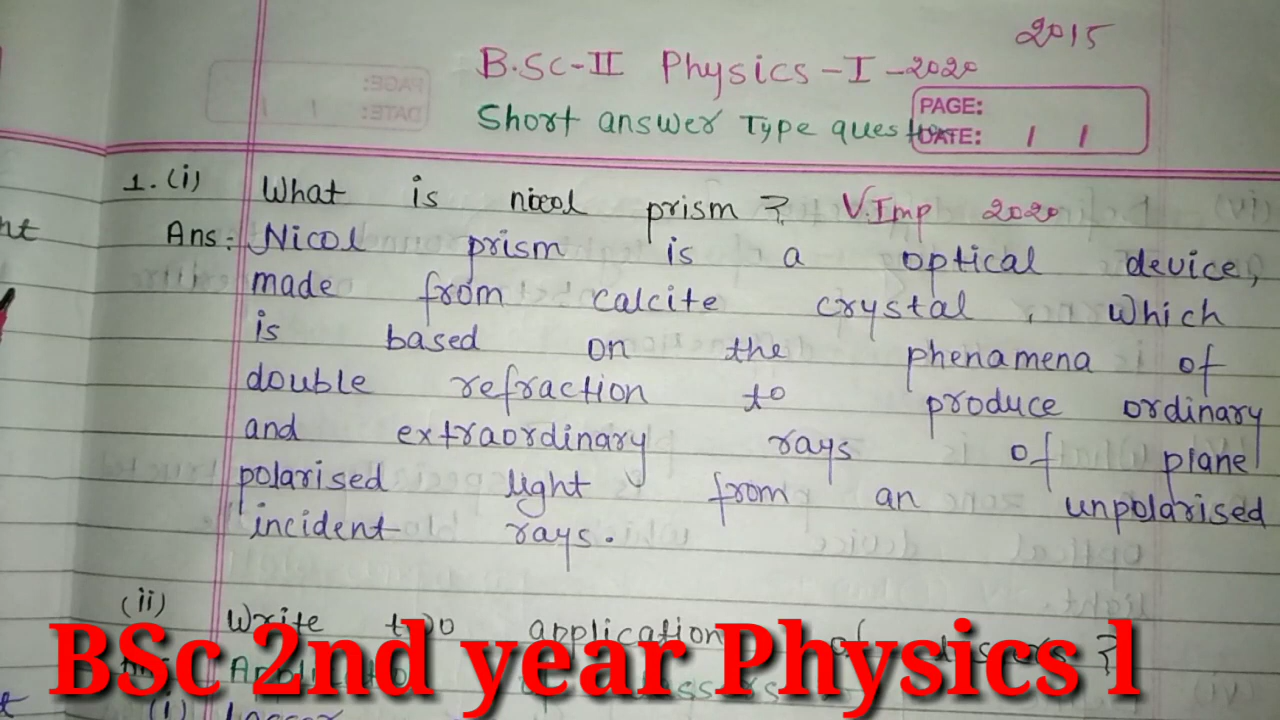 2015
B.Sc-II Physics-I-2020
Short answer Type question
PAGE:
DATE: / /
1.(i) What is nicol prism? V.Imp 2020
Ans: Nicol prism is a optical device,
made from calcite crystal, which
is based on the phenamena of
double refraction to produce ordinary
and extraordinary rays of plane
polarised light from an unpolarised
incident rays.
(ii) Write two application of
BSc 2nd year Physics l
(i)